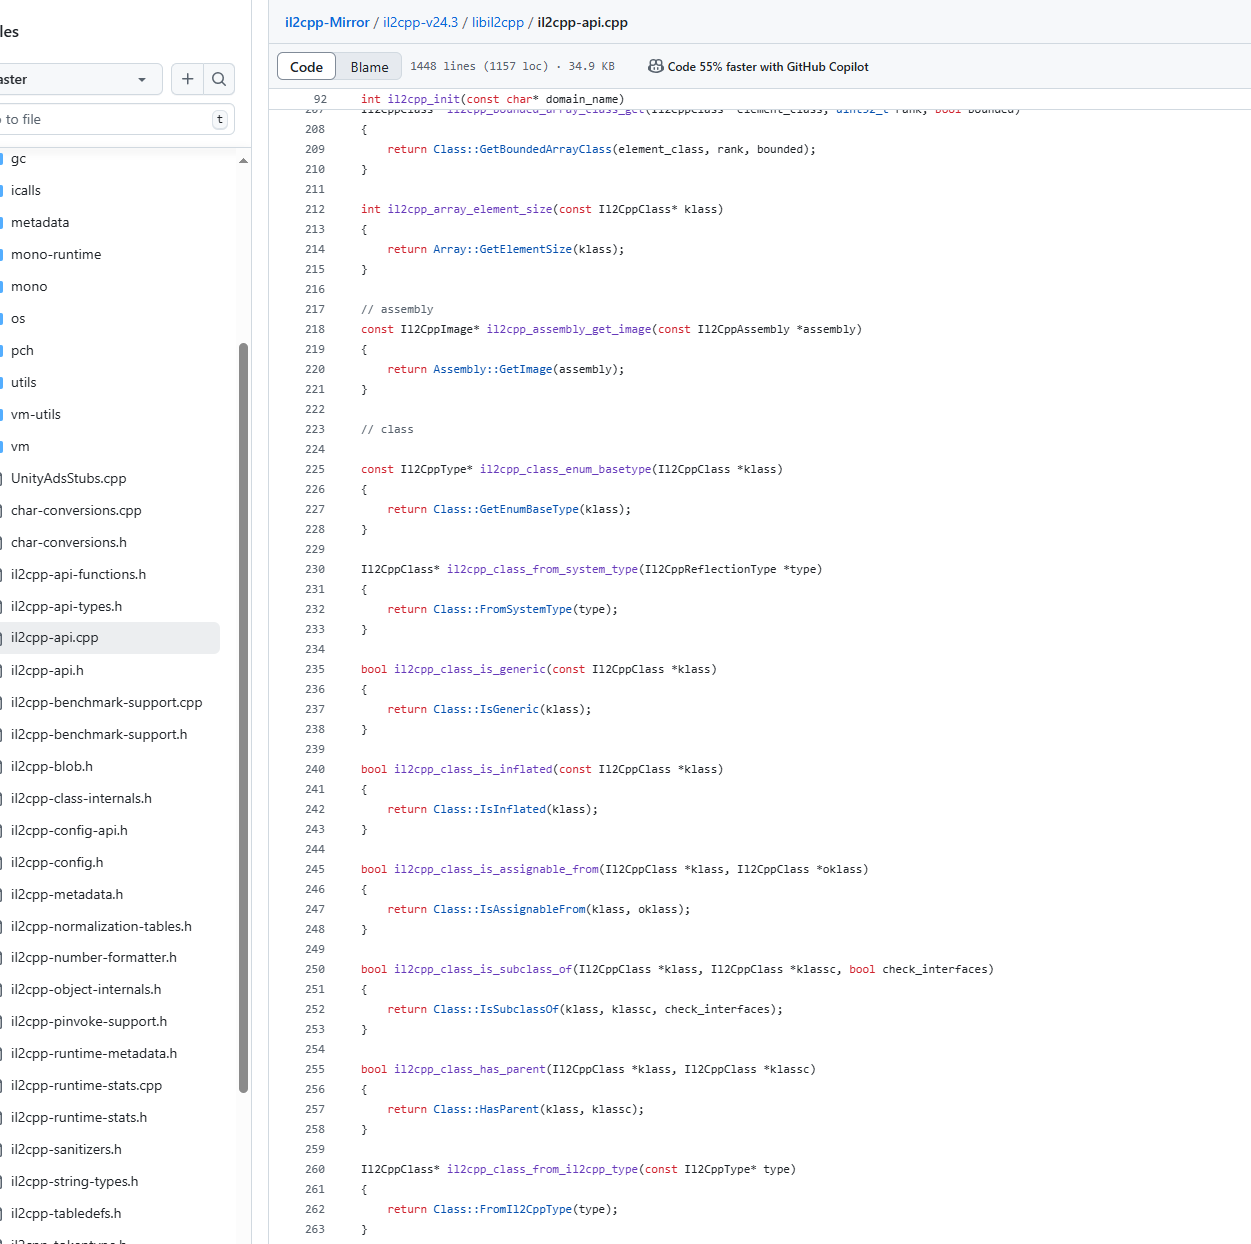 les
aster
to file
t
gc
icalls
metadata
mono-runtime
mono
os
pch
utils
vm-utils
vm
UnityAdsStubs.cpp
char-conversions.cpp
char-conversions.h
il2cpp-api-functions.h
il2cpp-api-types.h
il2cpp-api.cpp
il2cpp-api.h
il2cpp-benchmark-support.cpp
il2cpp-benchmark-support.h
il2cpp-blob.h
il2cpp-class-internals.h
il2cpp-config-api.h
il2cpp-config.h
il2cpp-metadata.h
il2cpp-normalization-tables.h
il2cpp-number-formatter.h
il2cpp-object-internals.h
il2cpp-pinvoke-support.h
il2cpp-runtime-metadata.h
il2cpp-runtime-stats.cpp
il2cpp-runtime-stats.h
il2cpp-sanitizers.h
il2cpp-string-types.h
il2cpp-tabledefs.h
il2cpp-Mirror / il2cpp-v24.3 / libil2cpp / il2cpp-api.cpp
Code Blame 1448 lines (1157 loc) · 34.9 KB Code 55% faster with GitHub Copilot
92 int il2cpp_init(const char* domain_name)
207 Il2CppClass* il2cpp_bounded_array_class_get(Il2CppClass *element_class, uint32_t rank, bool bounded)
208 {
209 return Class::GetBoundedArrayClass(element_class, rank, bounded);
210 }
211
212 int il2cpp_array_element_size(const Il2CppClass* klass)
213 {
214 return Array::GetElementSize(klass);
215 }
216
217 // assembly
218 const Il2CppImage* il2cpp_assembly_get_image(const Il2CppAssembly *assembly)
219 {
220 return Assembly::GetImage(assembly);
221 }
222
223 // class
224
225 const Il2CppType* il2cpp_class_enum_basetype(Il2CppClass *klass)
226 {
227 return Class::GetEnumBaseType(klass);
228 }
229
230 Il2CppClass* il2cpp_class_from_system_type(Il2CppReflectionType *type)
231 {
232 return Class::FromSystemType(type);
233 }
234
235 bool il2cpp_class_is_generic(const Il2CppClass *klass)
236 {
237 return Class::IsGeneric(klass);
238 }
239
240 bool il2cpp_class_is_inflated(const Il2CppClass *klass)
241 {
242 return Class::IsInflated(klass);
243 }
244
245 bool il2cpp_class_is_assignable_from(Il2CppClass *klass, Il2CppClass *oklass)
246 {
247 return Class::IsAssignableFrom(klass, oklass);
248 }
249
250 bool il2cpp_class_is_subclass_of(Il2CppClass *klass, Il2CppClass *klassc, bool check_interfaces)
251 {
252 return Class::IsSubclassOf(klass, klassc, check_interfaces);
253 }
254
255 bool il2cpp_class_has_parent(Il2CppClass *klass, Il2CppClass *klassc)
256 {
257 return Class::HasParent(klass, klassc);
258 }
259
260 Il2CppClass* il2cpp_class_from_il2cpp_type(const Il2CppType* type)
261 {
262 return Class::FromIl2CppType(type);
263 }